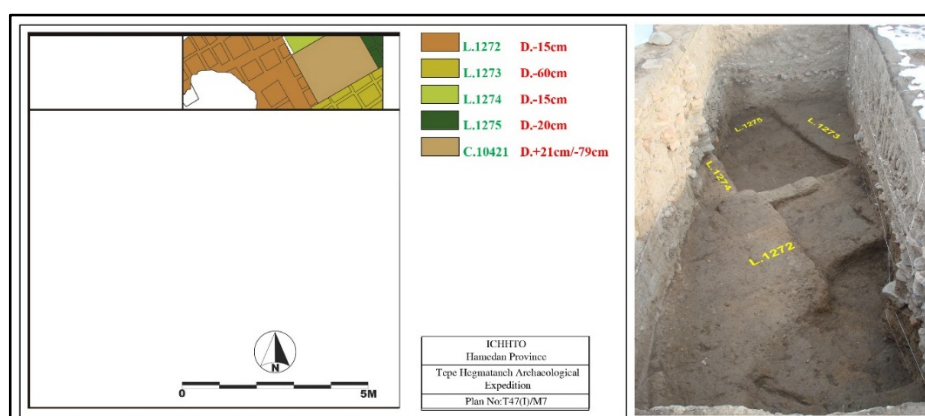 L.1272 D.-15cm
L.1273 D.-60cm
L.1274 D.-15cm
L.1275 D.-20cm
C.10421 D.+21cm/-79cm
N
0 5M
ICHHTO
Hamedan Province
Tepe Hegmataneh Archaeological
Expedition
Plan No:T47(I)/M7
L.1275
L.1273
L.1274
L.1272